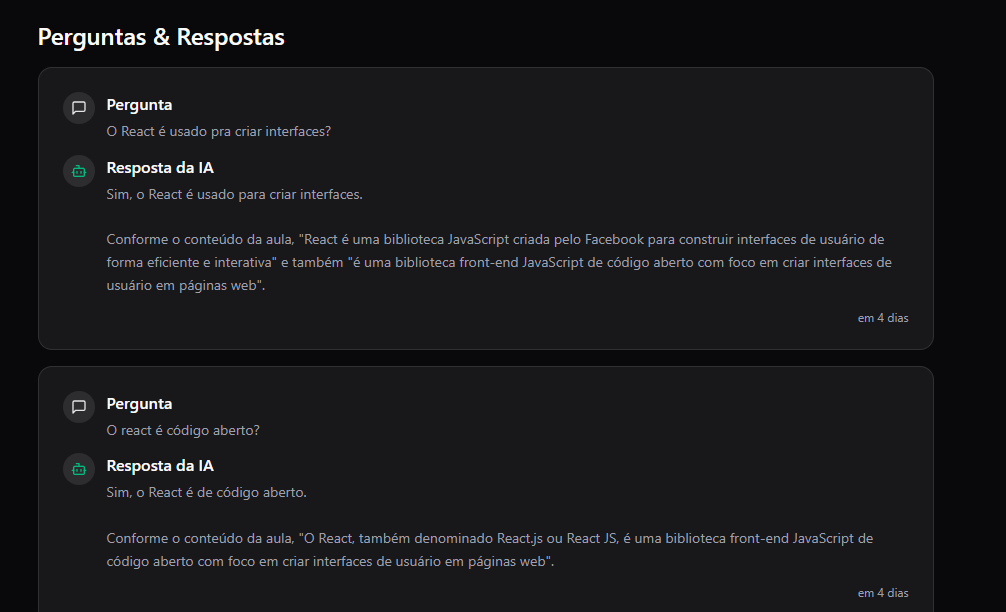 Perguntas & Respostas
Pergunta
O React é usado pra criar interfaces?
Resposta da IA
Sim, o React é usado para criar interfaces.
Conforme o conteúdo da aula, "React é uma biblioteca JavaScript criada pelo Facebook para construir interfaces de usuário de
forma eficiente e interativa" e também "é uma biblioteca front-end JavaScript de código aberto com foco em criar interfaces de
usuário em páginas web".
em 4 dias
Pergunta
O react é código aberto?
Resposta da IA
Sim, o React é de código aberto.
Conforme o conteúdo da aula, "O React, também denominado React.js ou React JS, é uma biblioteca front-end JavaScript de
código aberto com foco em criar interfaces de usuário em páginas web".
em 4 dias